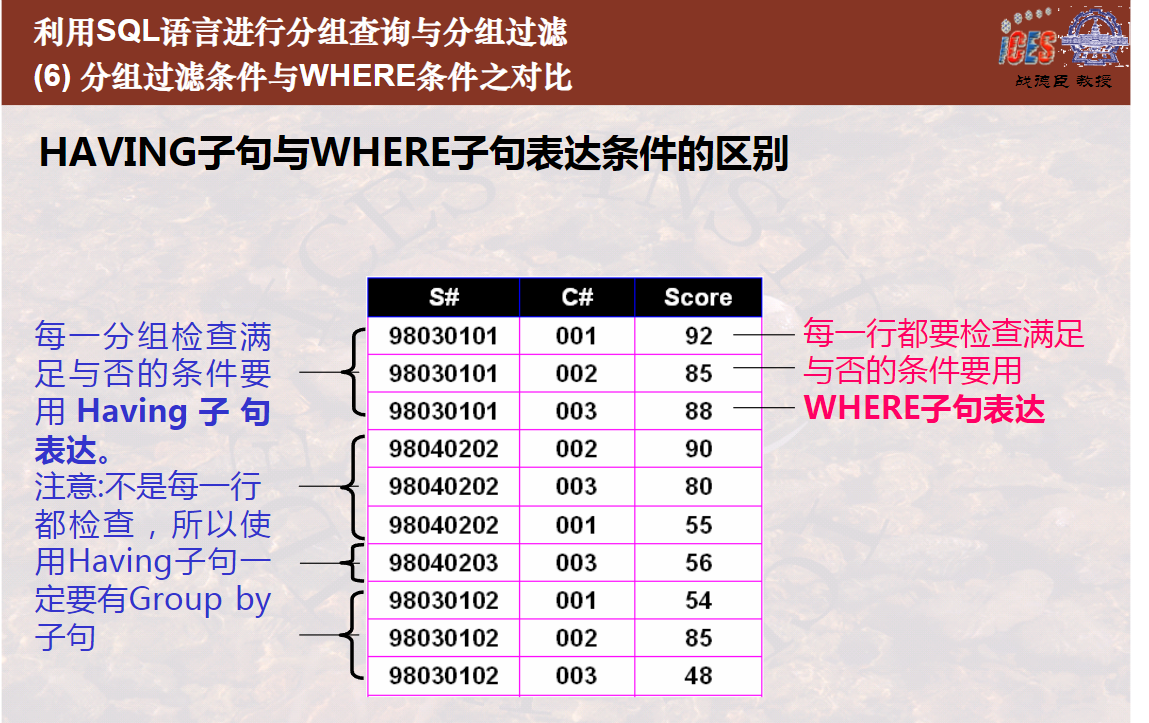 利用SQL语言进行分组查询与分组过滤
(6) 分组过滤条件与WHERE条件之对比
iCES
战德臣 教授
HAVING子句与WHERE子句表达条件的区别
每一分组检查满
足与否的条件要
用 Having 子 句
表达。
注意:不是每一行
都检查，所以使
用Having子句一
定要有Group by
子句
S# C# Score
98030101 001 92
98030101 002 85
98030101 003 88
98040202 002 90
98040202 003 80
98040202 001 55
98040203 003 56
98030102 001 54
98030102 002 85
98030102 003 48
每一行都要检查满足
与否的条件要用
WHERE子句表达